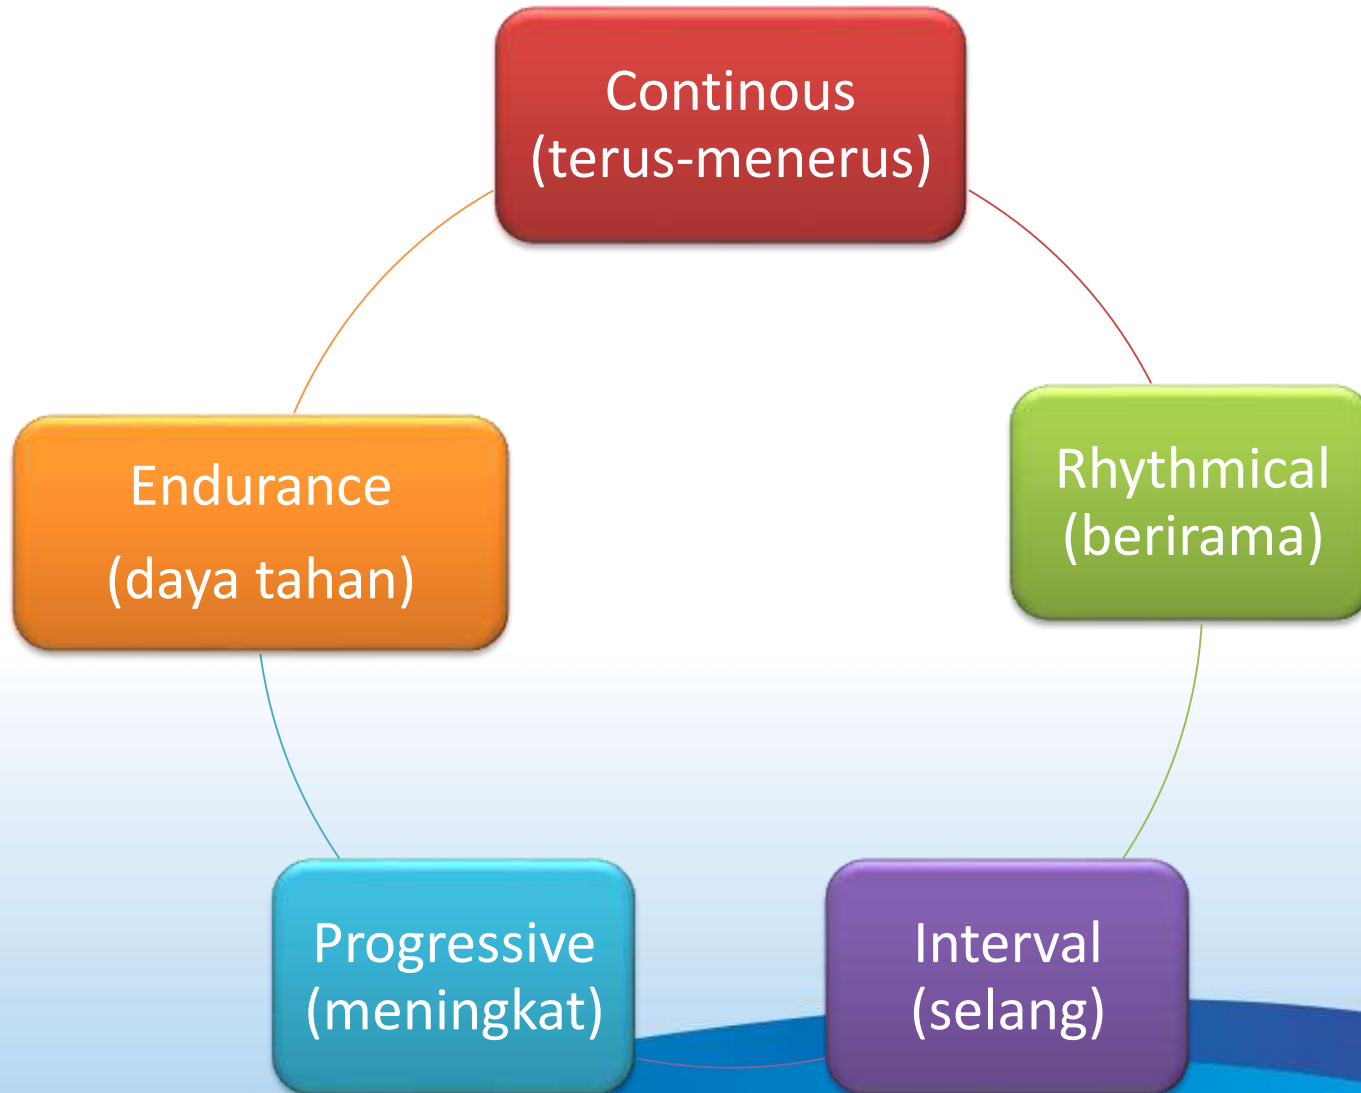 Continous
(terus-menerus)
Rhythmical
(berirama)
Interval
(selang)
Progressive
(meningkat)
Endurance
(daya tahan)